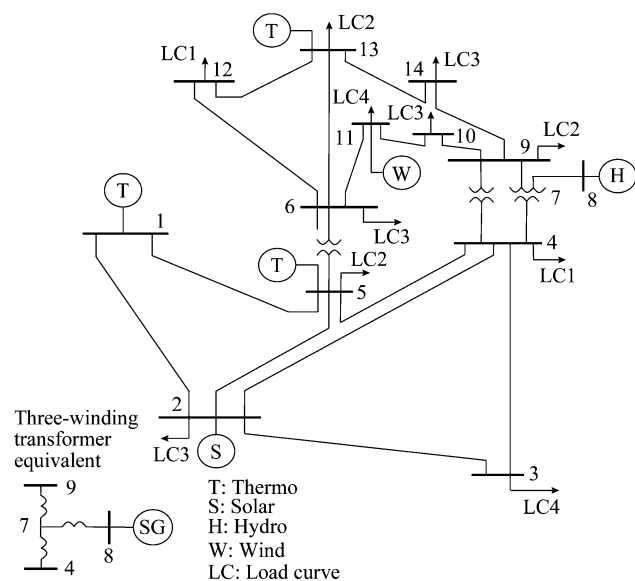 LC2
T
13
LC1
12
LC3
14
LC4
LC3
11
10
LC2
9
W
H
8
7
T
1
6
LC3
4
LC1
T
LC2
5
2
LC3
S
3
LC4
Three-winding
transformer
equivalent
9
7
SG
8
4
T: Thermo
S: Solar
H: Hydro
W: Wind
LC: Load curve